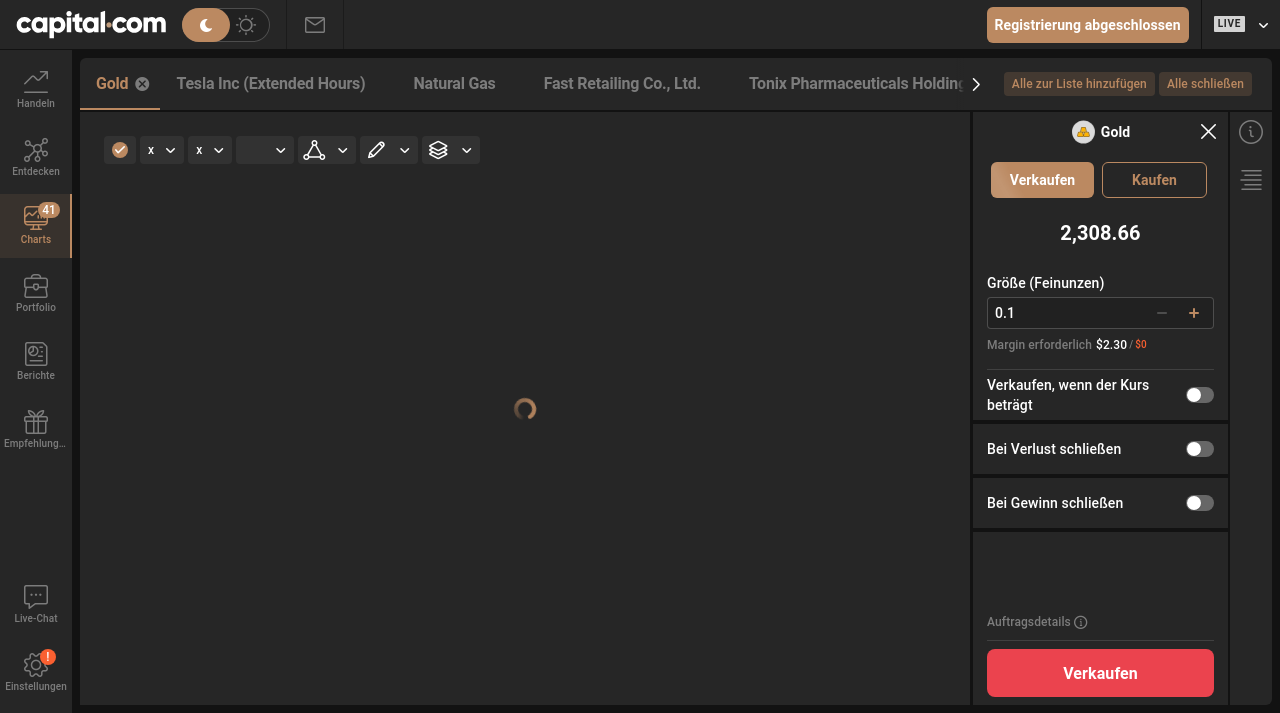 capital.com
Registrierung abgeschlossen
LIVE
Gold
Tesla Inc (Extended Hours)
Natural Gas
Fast Retailing Co., Ltd.
Tonix Pharmaceuticals Holding
Alle zur Liste hinzufügen
Alle schließen
Handeln
Entdecken
41
Charts
Portfolio
Berichte
Empfehlung...
Live-Chat
!
Einstellungen
x
x
Gold
Verkaufen
Kaufen
2,308.66
Größe (Feinunzen)
0.1
Margin erforderlich $2.30 / $0
Verkaufen, wenn der Kurs
beträgt
Bei Verlust schließen
Bei Gewinn schließen
Auftragsdetails
Verkaufen